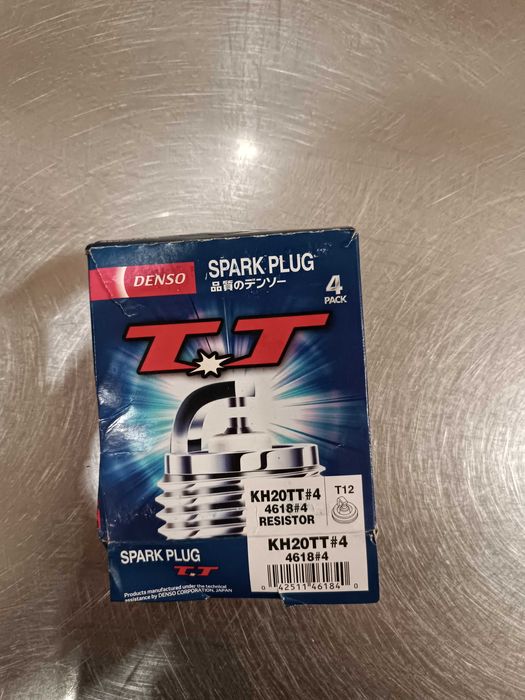 DENSO
SPARK PLUG
品質のデンソー
4
PACK
T.T
KH20TT#4
4618#4
RESISTOR
T12
SPARK PLUG
T.T
KH20TT#4
4618#4
Products manufactured under the technical
assistance by DENSO CORPORATION, JAPAN
0 42511 46184 0